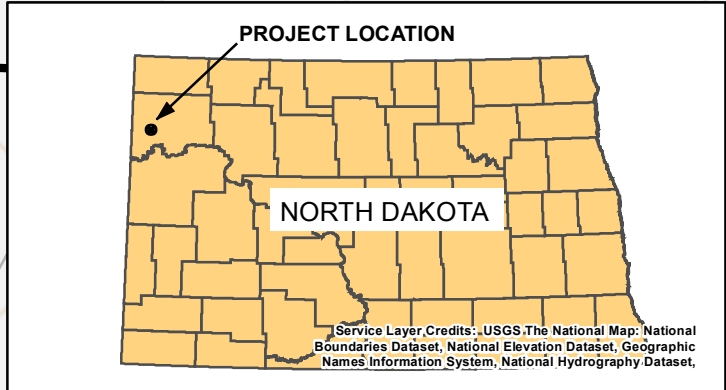 PROJECT LOCATION
NORTH DAKOTA
Service Layer Credits: USGS The National Map: National
Boundaries Dataset, National Elevation Dataset, Geographic
Names Information System, National Hydrography Dataset,